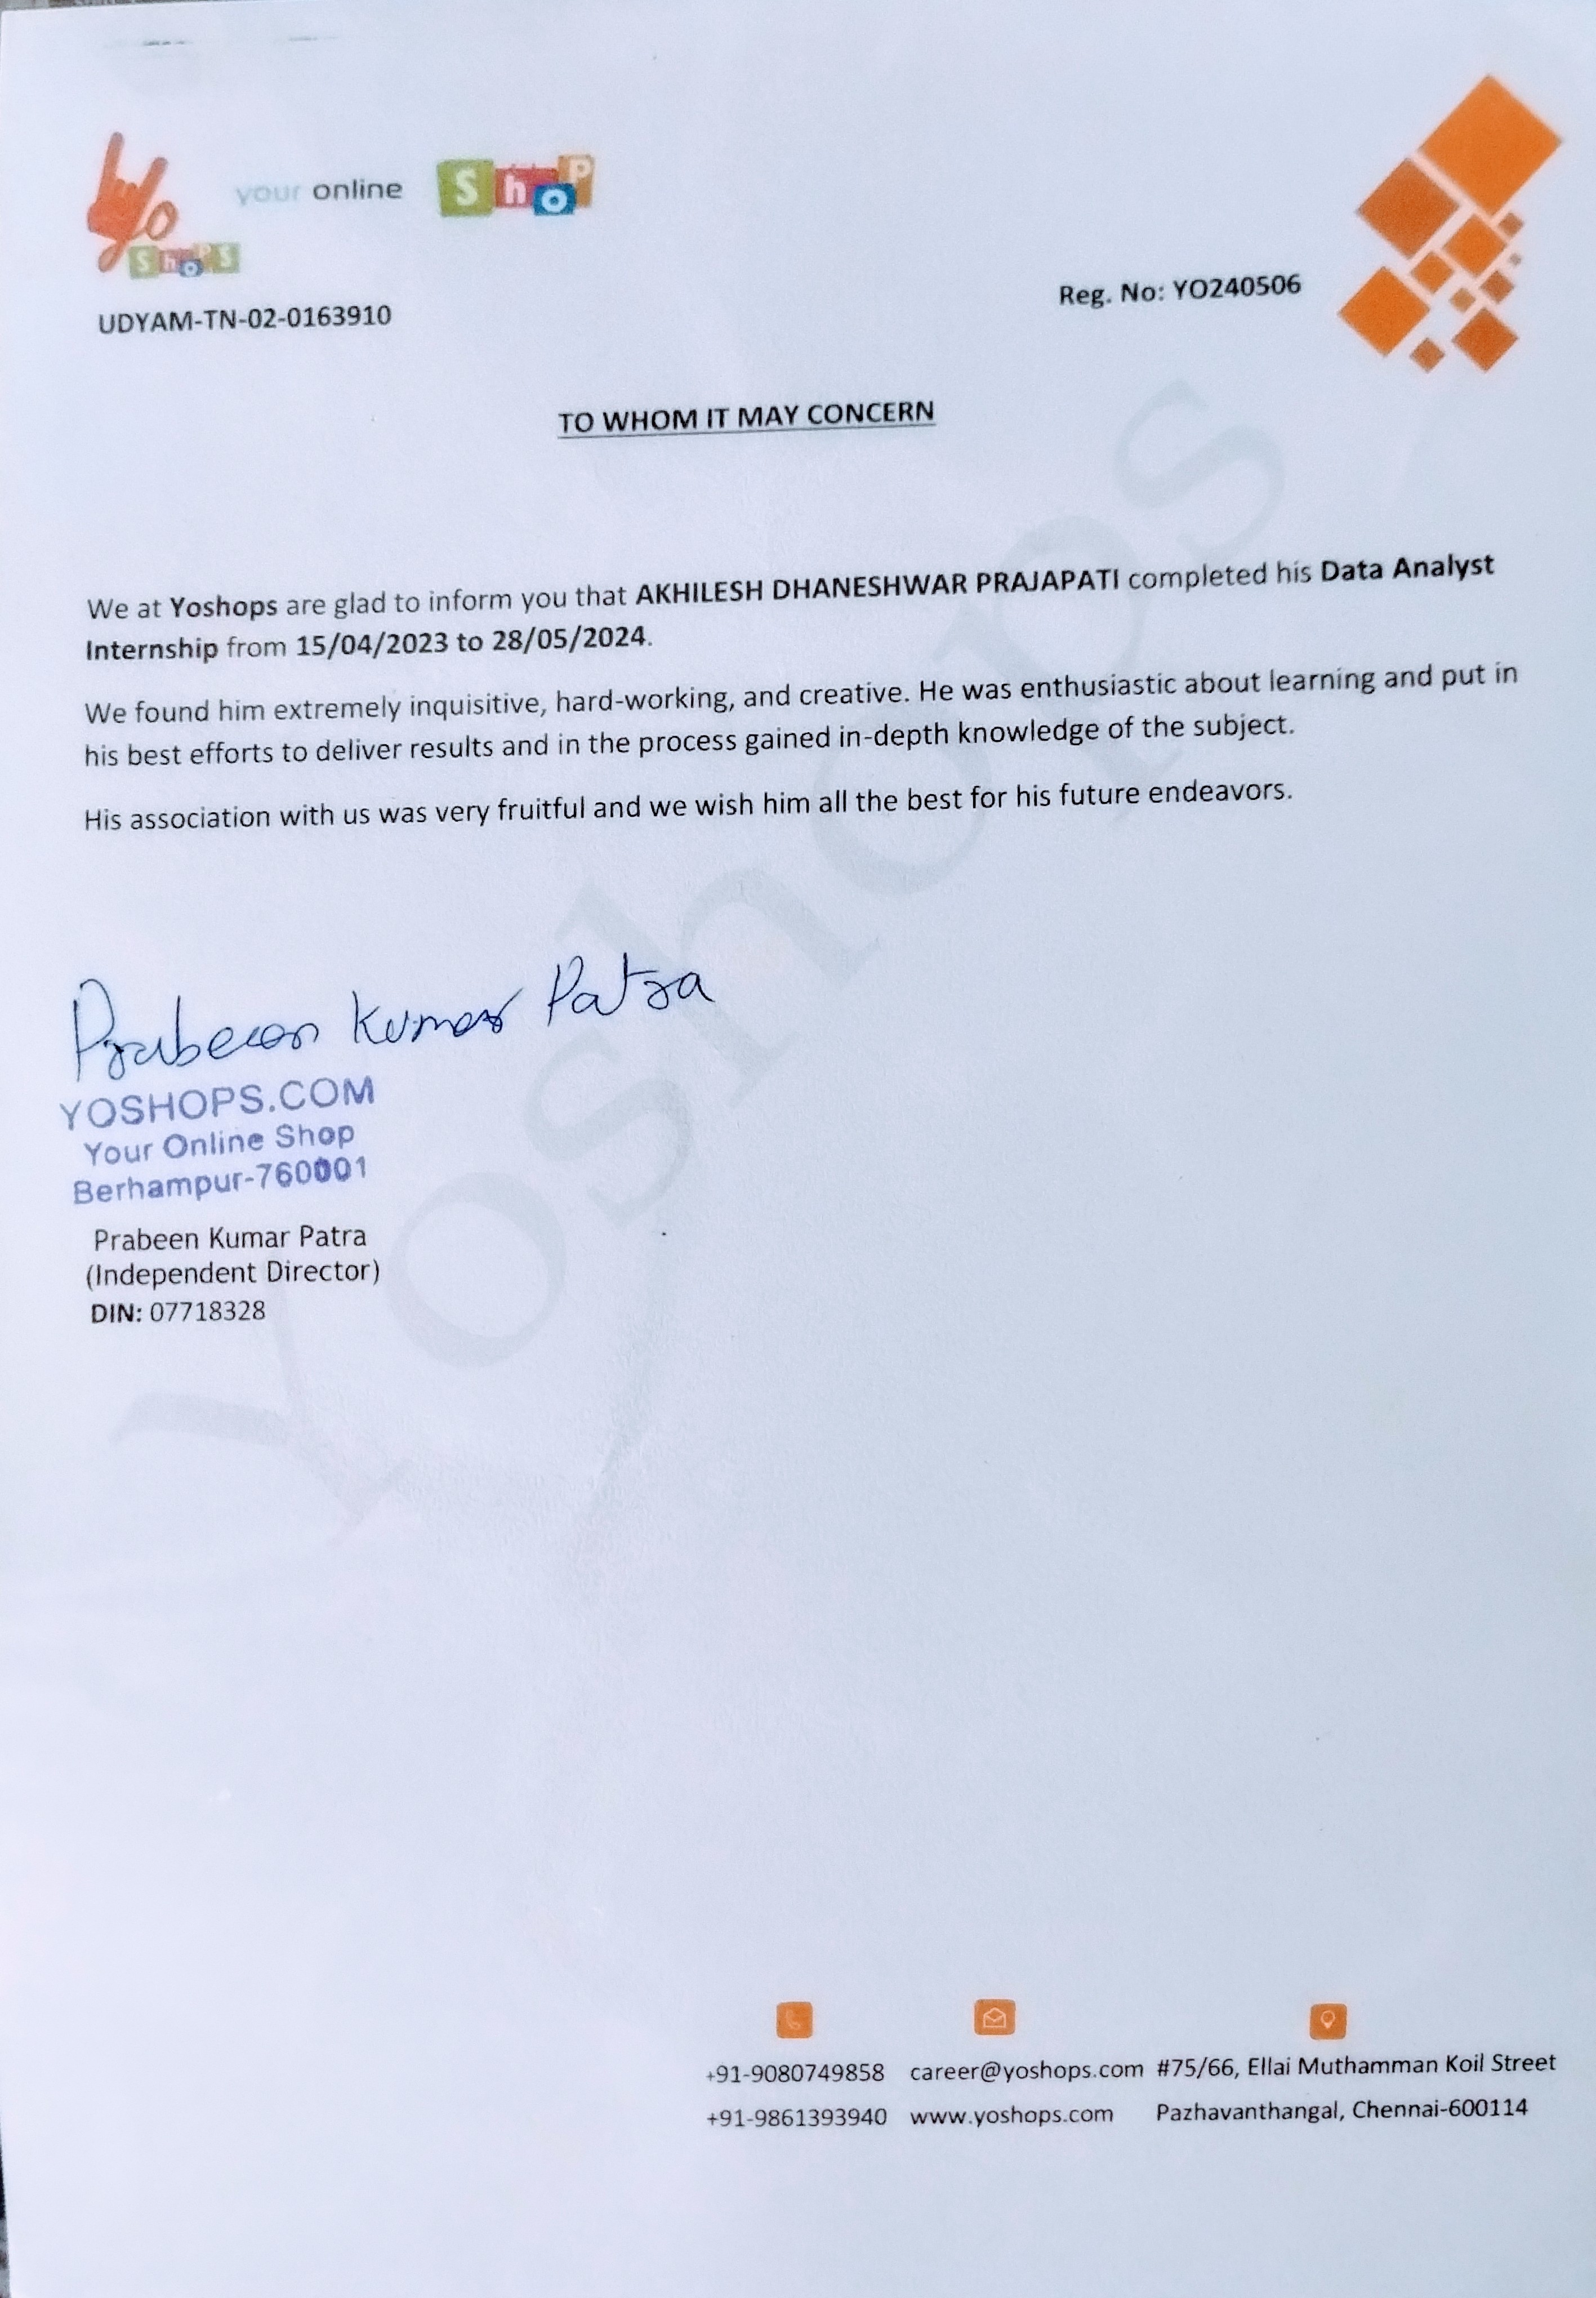 yo
Shops
your online Shop
UDYAM-TN-02-0163910
Reg. No: YO240506
TO WHOM IT MAY CONCERN
We at Yoshops are glad to inform you that AKHILESH DHANESHWAR PRAJAPATI completed his Data Analyst
Internship from 15/04/2023 to 28/05/2024.
We found him extremely inquisitive, hard-working, and creative. He was enthusiastic about learning and put in
his best efforts to deliver results and in the process gained in-depth knowledge of the subject.
His association with us was very fruitful and we wish him all the best for his future endeavors.
Yoshops
Prabeen Kumar Patra
YOSHOPS.COM
Your Online Shop
Berhampur-760001
Prabeen Kumar Patra
(Independent Director)
DIN: 07718328
+91-9080749858 career@yoshops.com #75/66, Ellai Muthamman Koil Street
+91-9861393940 www.yoshops.com Pazhavanthangal, Chennai-600114